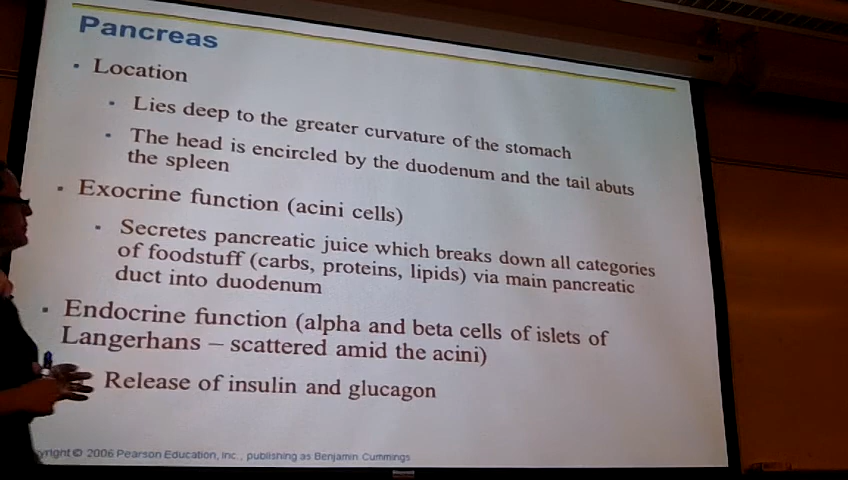 Pancreas
• Location
• Lies deep to the greater curvature of the stomach
• The head is encircled by the duodenum and the tail abuts
the spleen
• Exocrine function (acini cells)
• Secretes pancreatic juice which breaks down all categories
of foodstuff (carbs, proteins, lipids) via main pancreatic
duct into duodenum
• Endocrine function (alpha and beta cells of islets of
Langerhans – scattered amid the acini)
Release of insulin and glucagon
yright © 2006 Pearson Education, Inc., publishing as Benjamin Cummings